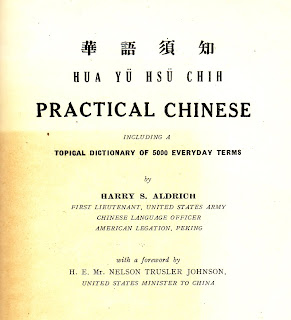 華語須知
HUA YÜ HSÜ CHIH
PRACTICAL CHINESE
INCLUDING A
TOPICAL DICTIONARY OF 5000 EVERYDAY TERMS
by
HARRY S. ALDRICH
FIRST LIEUTENANT, UNITED STATES ARMY
CHINESE LANGUAGE OFFICER
AMERICAN LEGATION, PEKING
with a foreword by
H. E. Mr. NELSON TRUSLER JOHNSON,
UNITED STATES MINISTER TO CHINA